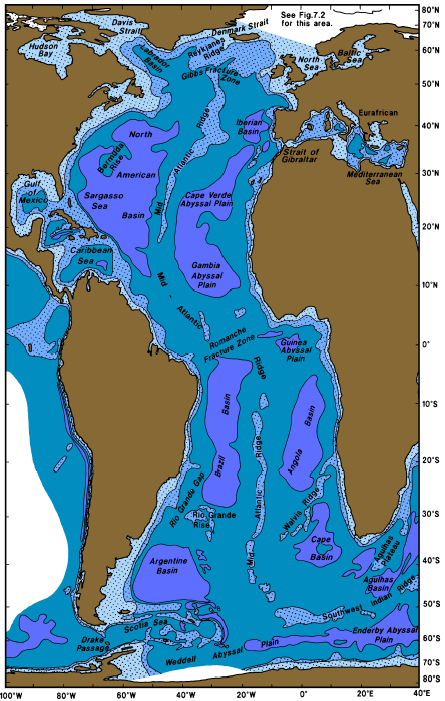 See Fig.7.2
for this area.
80°N
75°N
70°N
60°N
50°N
40°N
30°N
20°N
10°N
0°
10°S
20°S
30°S
40°S
50°S
60°S
70°S
75°S
80°S
Davis
Strait
Denmark Strait
Hudson
Bay
Labrador
Basin
Reykjanes
Ridge
Gibbs Fracture
Zone
North
Sea
Baltic
Sea
Eurafrican
Iberian
Basin
Strait of
Gibraltar
Mediterranean
Sea
North
American
Basin
Bermuda
Rise
Sargasso
Sea
Mid
Atlantic
Ridge
Cape Verde
Abyssal Plain
Gulf
of
Mexico
Caribbean
Sea
Gambia
Abyssal
Plain
Mid
Atlantic
Ridge
Romanche
Fracture Zone
Guinea
Abyssal
Plain
Brazil
Basin
Angola
Basin
Mid
Atlantic
Ridge
Rio Grande Gap
Rio Grande
Rise
Walvis Ridge
Cape
Basin
Agulhas
Plateau
Agulhas
Basin
Argentine
Basin
Southwest
Indian Ridge
Scotia Sea
Drake
Passage
Enderby Abyssal
Plain
Weddell Abyssal Plain
100°W
80°W
60°W
40°W
20°W
0°
20°E
40°E